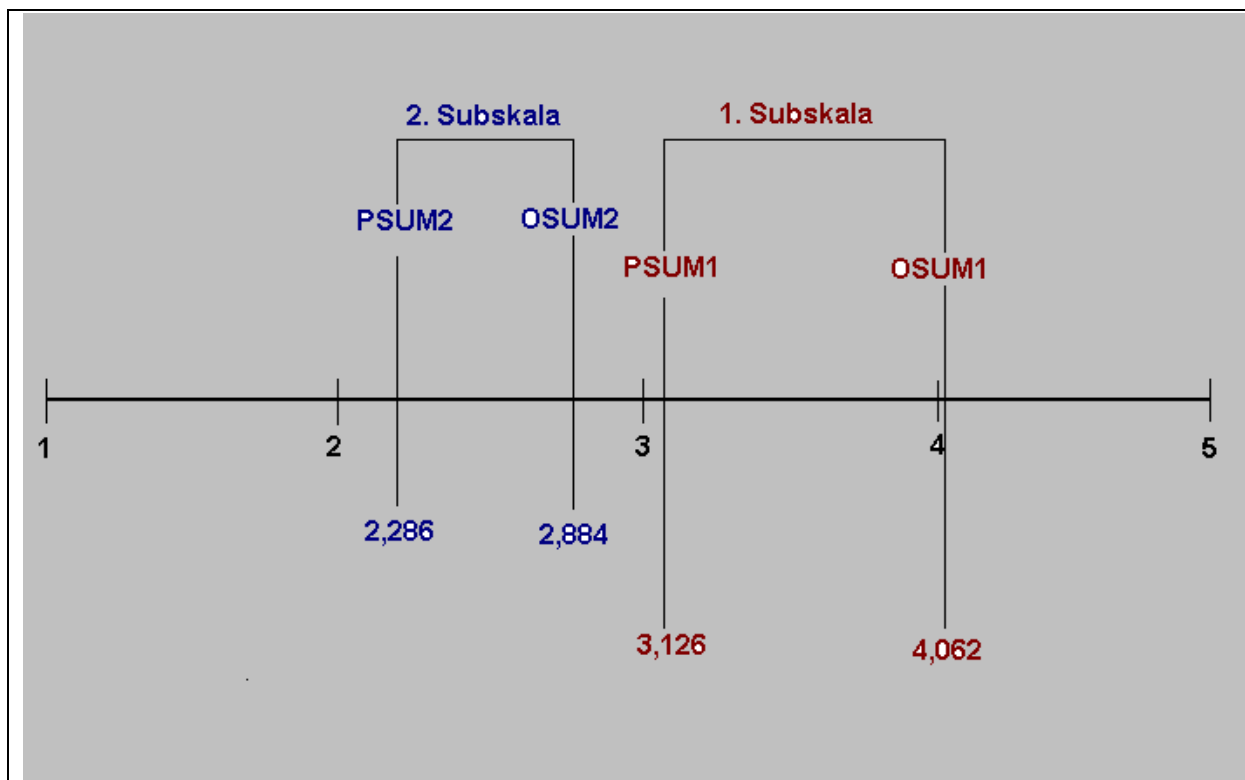 2. Subskala
1. Subskala
PSUM2
OSUM2
PSUM1
OSUM1
1
2
3
4
5
2,286
2,884
3,126
4,062